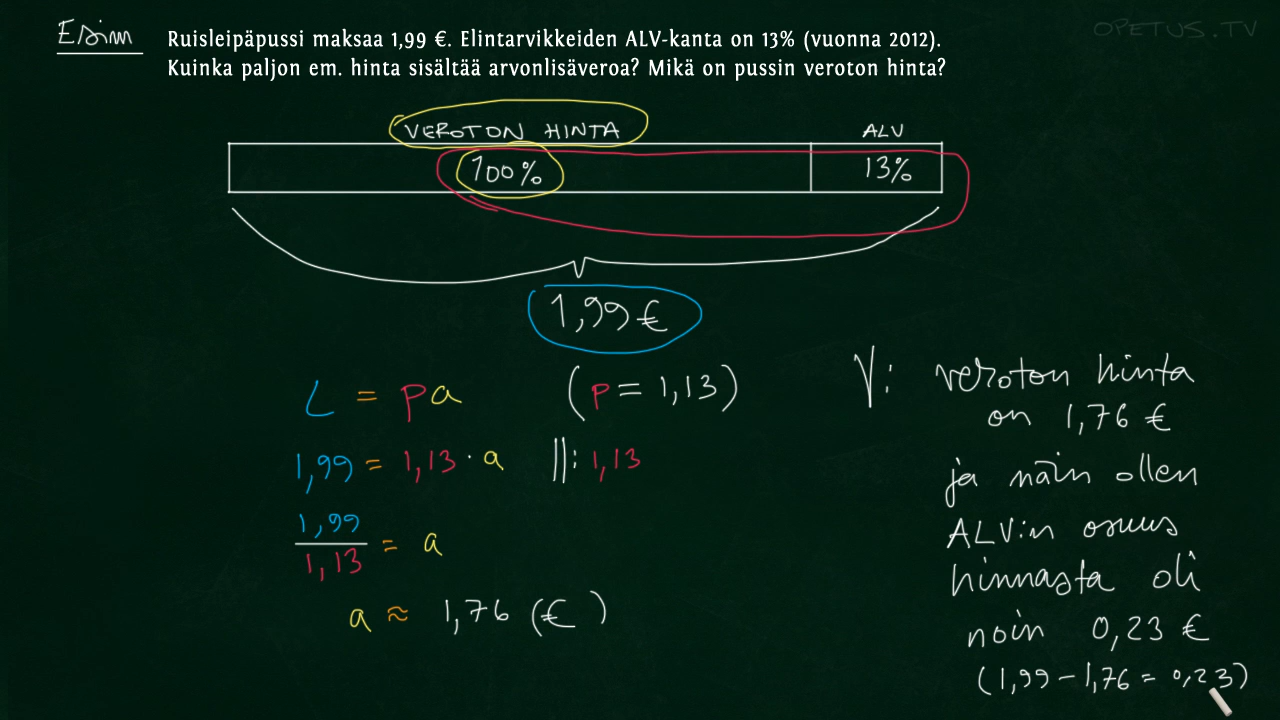 Esim
Ruisleipäpussi maksaa 1,99 €. Elintarvikkeiden ALV-kanta on 13% (vuonna 2012).
Kuinka paljon em. hinta sisältää arvonlisäveroa? Mikä on pussin veroton hinta?
OPETUS.TV
VEROTON HINTA
ALV
100%
13%
1,99 €
L = pa (p = 1,13)
1,99 = 1,13 · a ||: 1,13
1,99
1,13
= a
a ≈ 1,76 (€)
V: veroton hinta
on 1,76 €
ja näin ollen
ALV:n osuus
hinnasta oli
noin 0,23 €
(1,99 - 1,76 = 0,23)